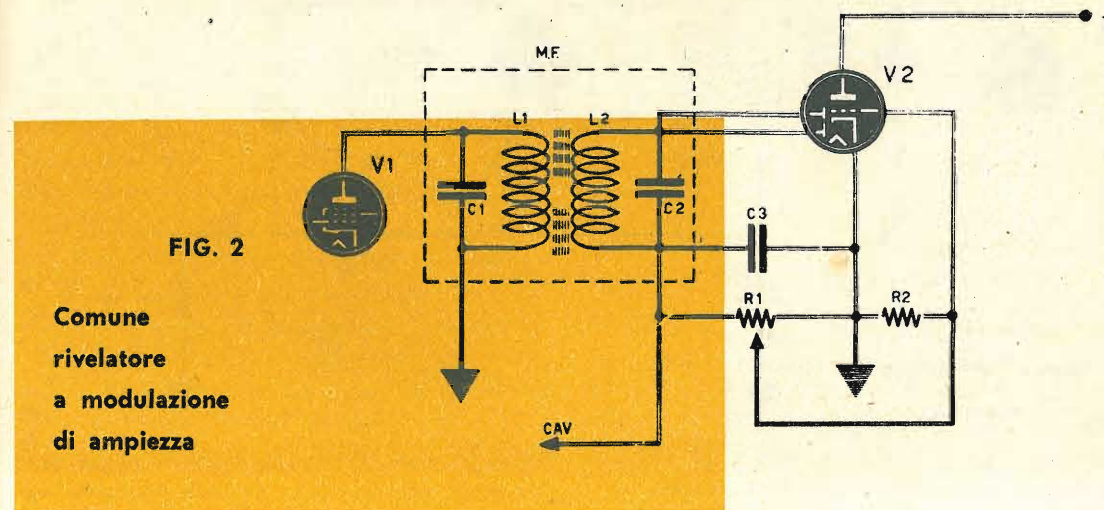 M.F.
V2
L1
L2
V1
C1
C2
C3
FIG. 2
R1
R2
Comune
rivelatore
a modulazione
di ampiezza
CAV